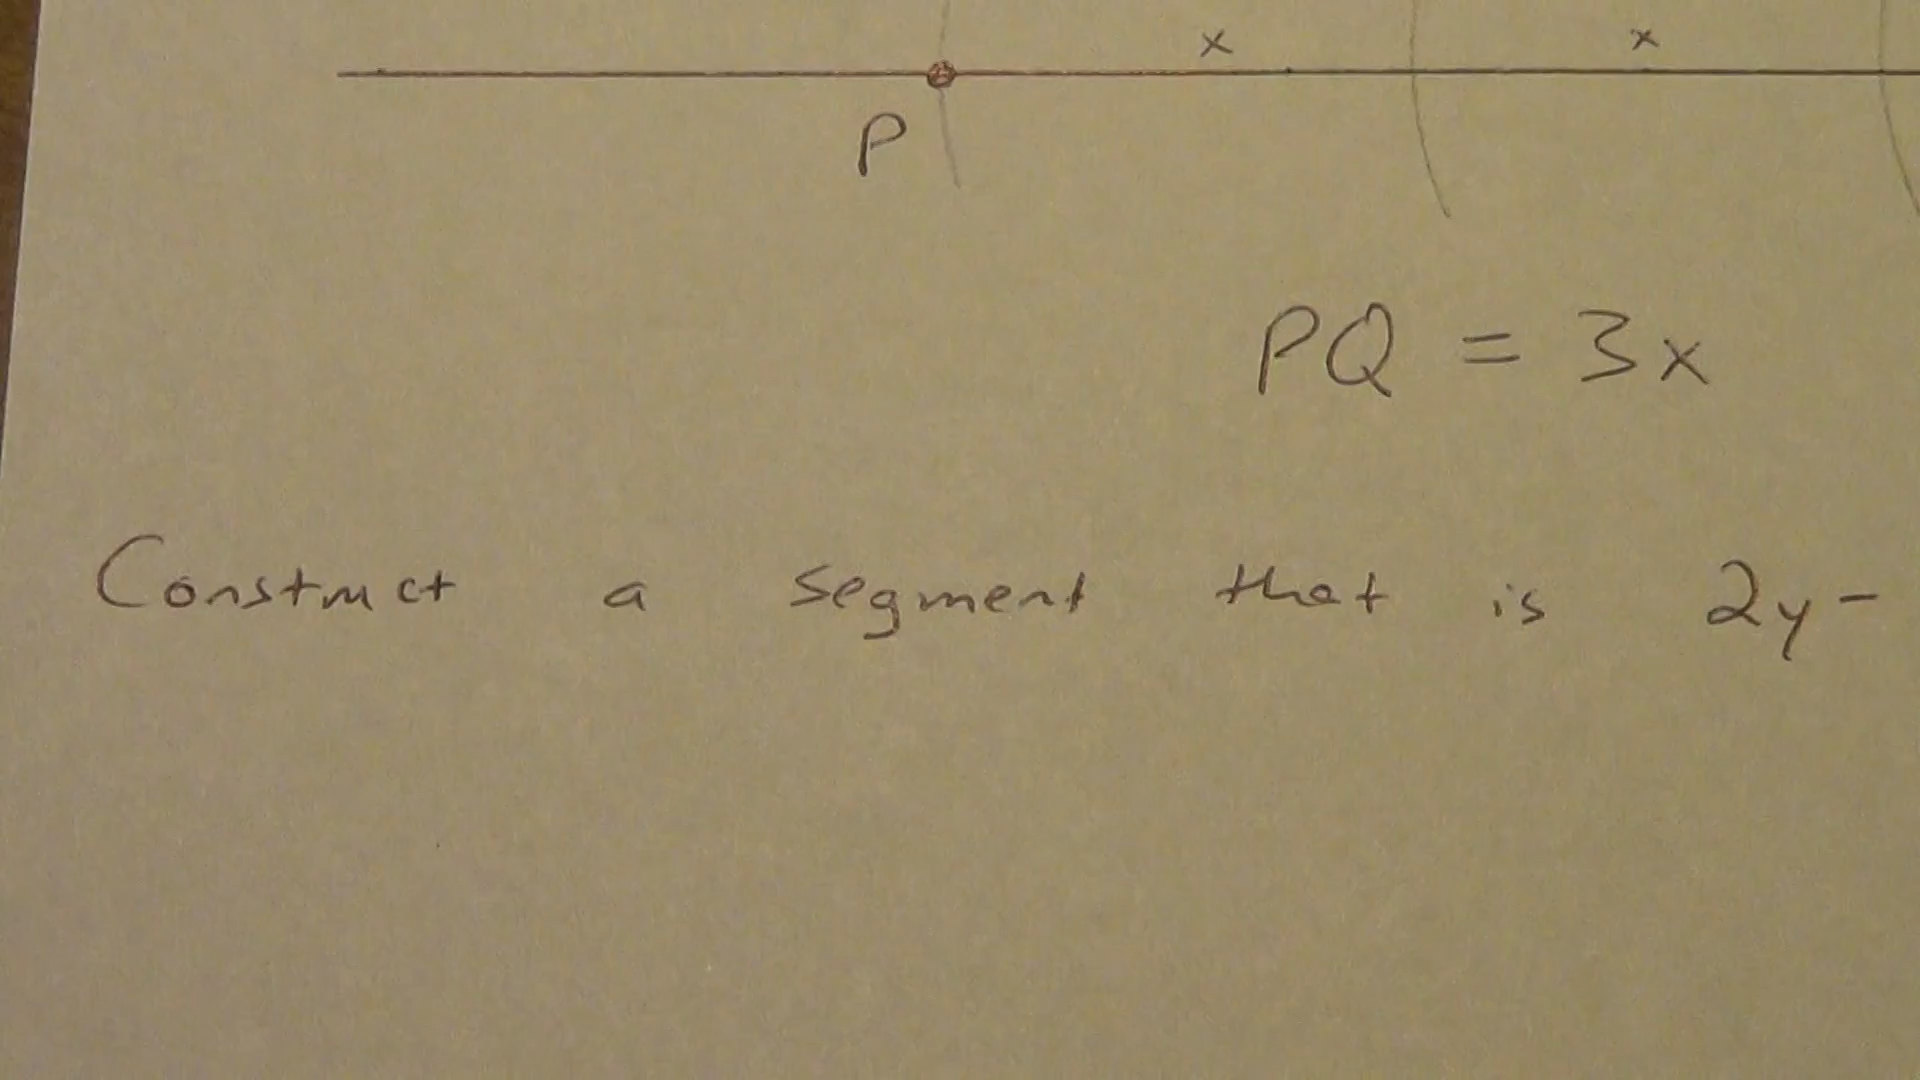 x x
P
PQ = 3x
Construct a segment that is 2y-